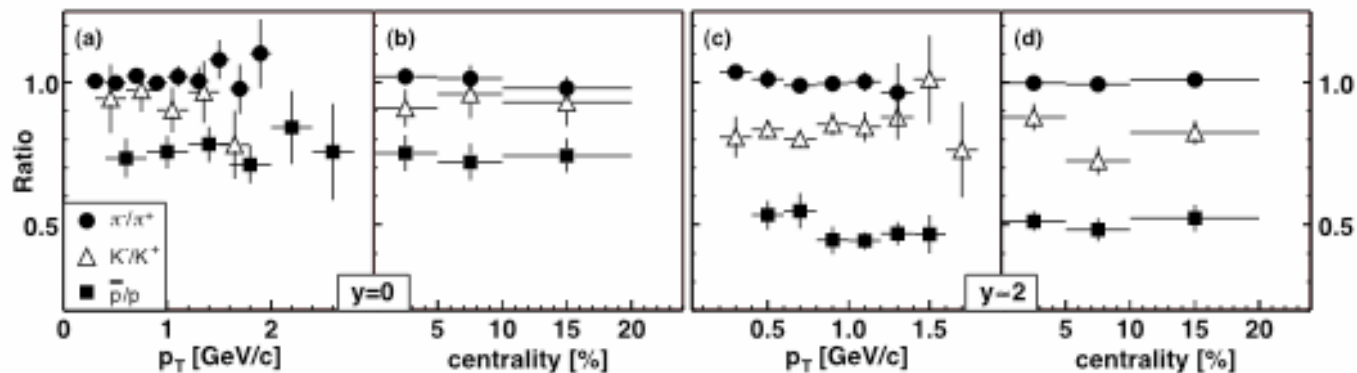 (a) (b) (c) (d)
1.0 1.0
Ratio
0.5 0.5
π⁻/π⁺
K⁻/K⁺
p̅/p
y=0 y−2
0 1 2 5 10 15 20 0.5 1.0 1.5 5 10 15 20
p_T [GeV/c] centrality [%] p_T [GeV/c] centrality [%]